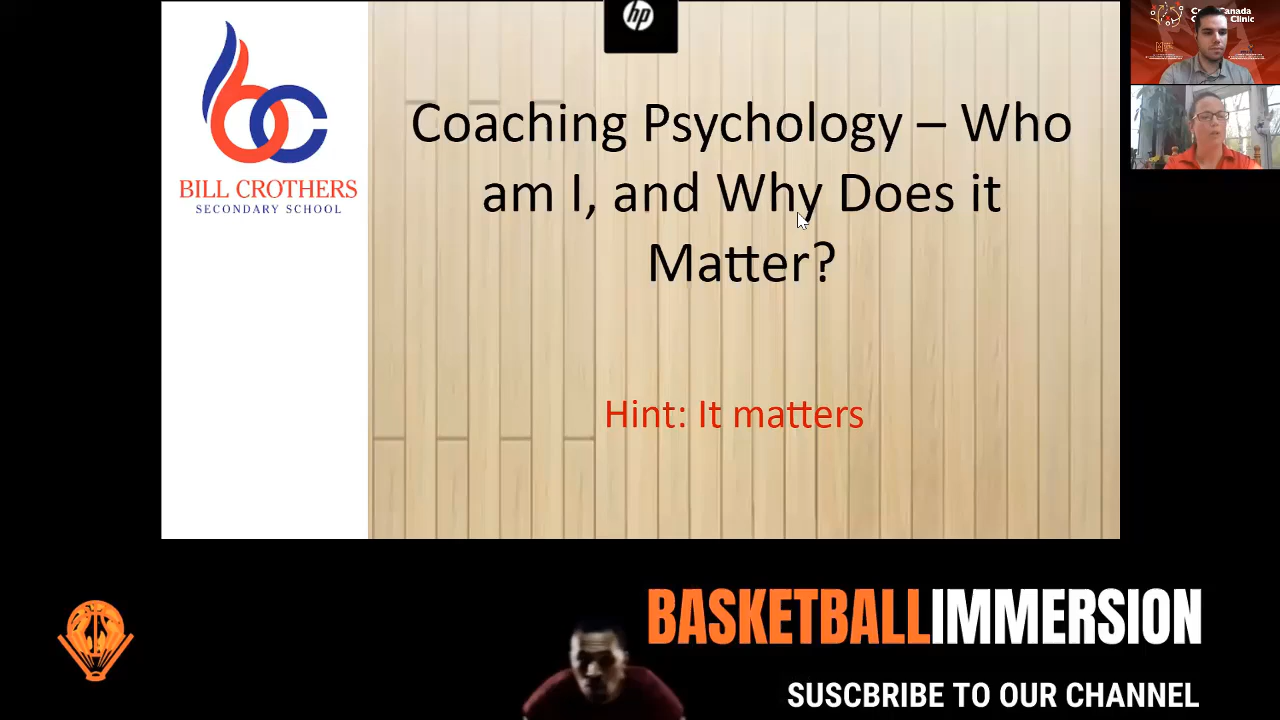 hp
BILL CROTHERS
SECONDARY SCHOOL
Coaching Psychology – Who
am I, and Why Does it
Matter?
Hint: It matters
BASKETBALLIMMERSION
SUSCBRIBE TO OUR CHANNEL